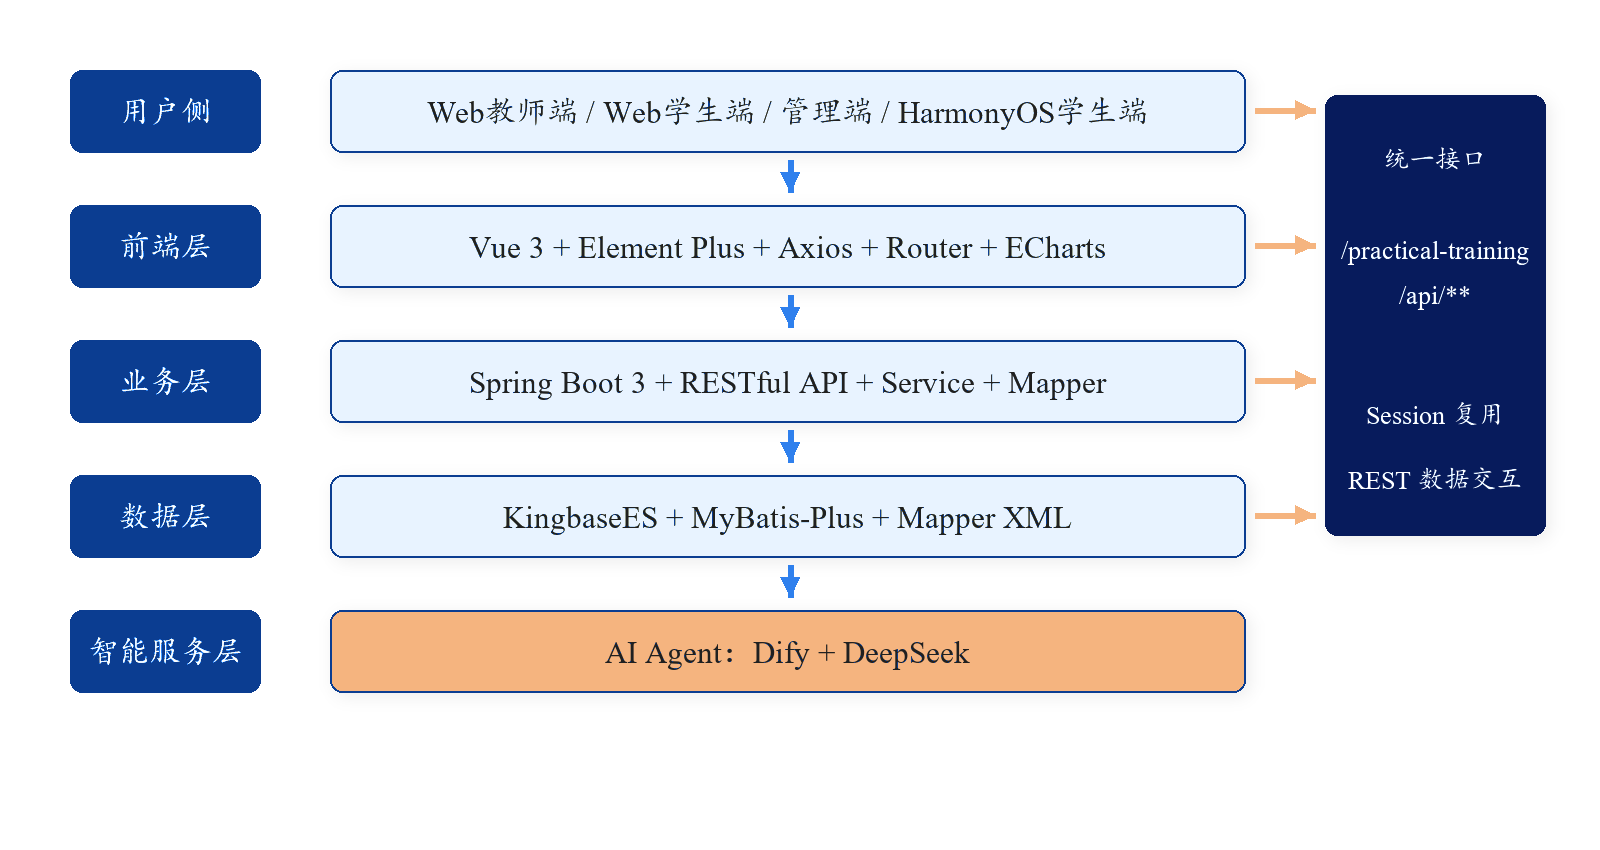 用户侧
Web教师端 / Web学生端 / 管理端 / HarmonyOS学生端
前端层
Vue 3 + Element Plus + Axios + Router + ECharts
业务层
Spring Boot 3 + RESTful API + Service + Mapper
数据层
KingbaseES + MyBatis-Plus + Mapper XML
智能服务层
AI Agent：Dify + DeepSeek
统一接口
/practical-training
/api/**
Session 复用
REST 数据交互